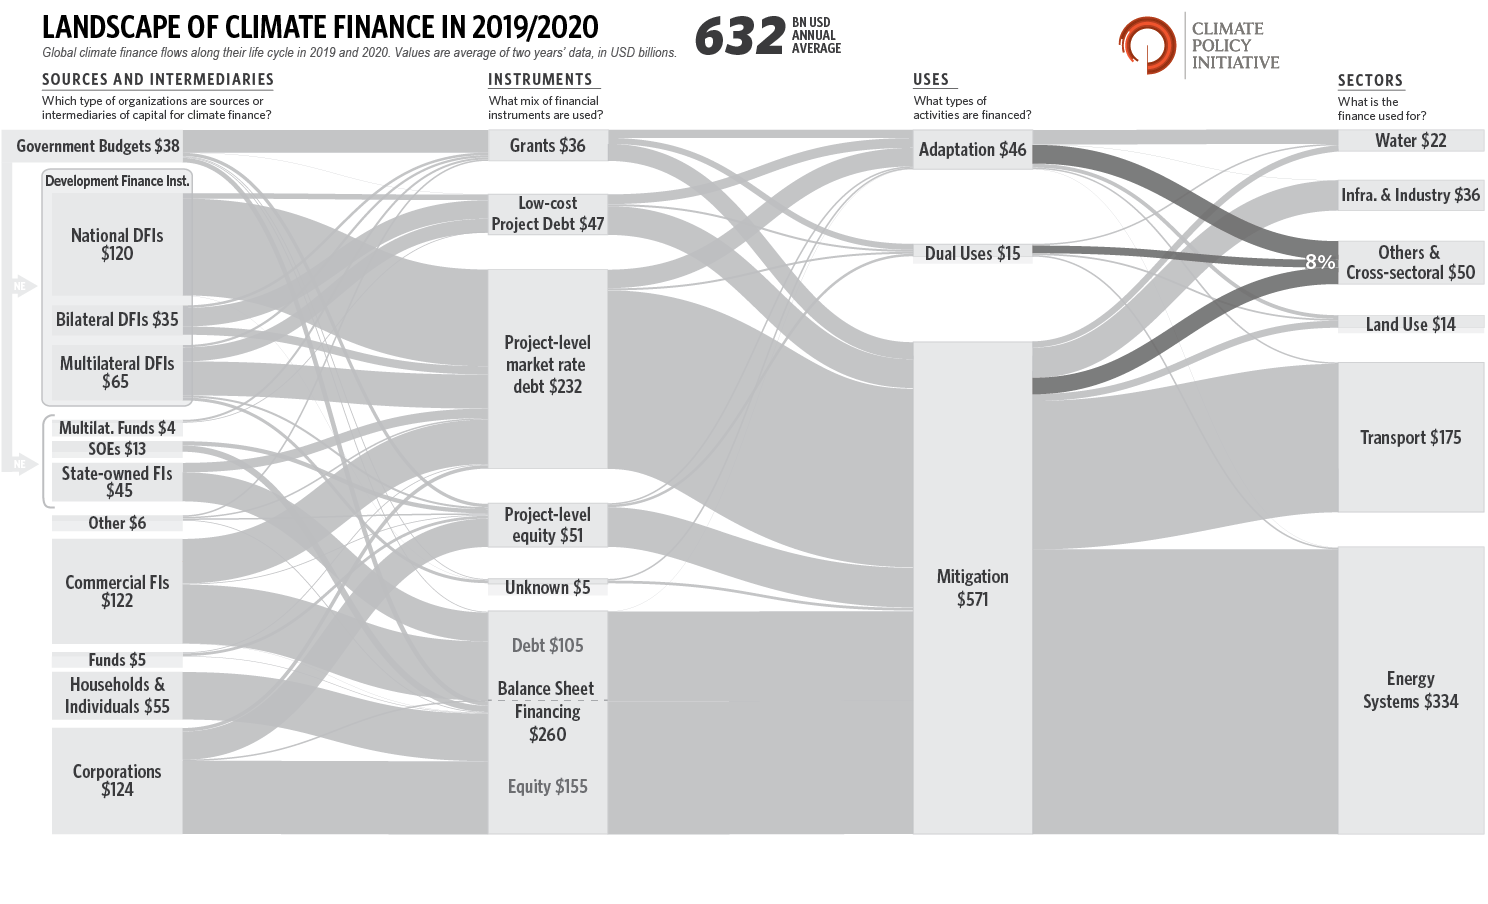 LANDSCAPE OF CLIMATE FINANCE IN 2019/2020
Global climate finance flows along their life cycle in 2019 and 2020. Values are average of two years' data, in USD billions.
632
BN USD
ANNUAL
AVERAGE
CLIMATE
POLICY
INITIATIVE
SOURCES AND INTERMEDIARIES
Which type of organizations are sources or
intermediaries of capital for climate finance?
INSTRUMENTS
What mix of financial
instruments are used?
USES
What types of
activities are financed?
SECTORS
What is the
finance used for?
Government Budgets $38
Development Finance Inst.
National DFIs
$120
NE
Bilateral DFIs $35
Multilateral DFIs
$65
Multilat. Funds $4
SOEs $13
NE
State-owned FIs
$45
Other $6
Commercial FIs
$122
Funds $5
Households &
Individuals $55
Corporations
$124
Grants $36
Low-cost
Project Debt $47
Project-level
market rate
debt $232
Project-level
equity $51
Unknown $5
Debt $105
Balance Sheet
Financing
$260
Equity $155
Adaptation $46
Dual Uses $15
Mitigation
$571
Water $22
Infra. & Industry $36
8%
Others &
Cross-sectoral $50
Land Use $14
Transport $175
Energy
Systems $334